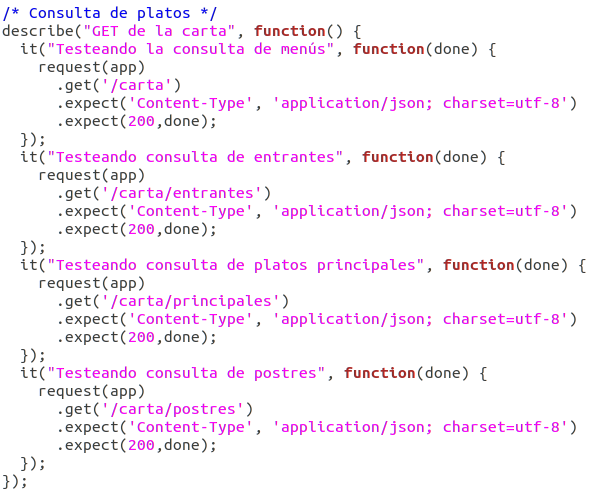 /* Consulta de platos */
describe("GET de la carta", function() {
  it("Testeando la consulta de menús", function(done) {
    request(app)
      .get('/carta')
      .expect('Content-Type', 'application/json; charset=utf-8')
      .expect(200,done);
  });
  it("Testeando consulta de entrantes", function(done) {
    request(app)
      .get('/carta/entrantes')
      .expect('Content-Type', 'application/json; charset=utf-8')
      .expect(200,done);
  });
  it("Testeando consulta de platos principales", function(done) {
    request(app)
      .get('/carta/principales')
      .expect('Content-Type', 'application/json; charset=utf-8')
      .expect(200,done);
  });
  it("Testeando consulta de postres", function(done) {
    request(app)
      .get('/carta/postres')
      .expect('Content-Type', 'application/json; charset=utf-8')
      .expect(200,done);
  });
});